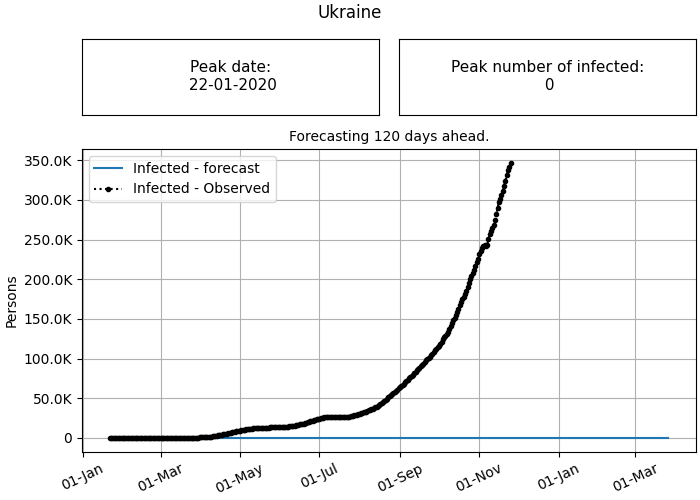 Ukraine
Peak date:
22-01-2020
Peak number of infected:
0
Forecasting 120 days ahead.
Infected - forecast
Infected - Observed
350.0K
300.0K
250.0K
200.0K
150.0K
100.0K
50.0K
0
Persons
01-Jan
01-Mar
01-May
01-Jul
01-Sep
01-Nov
01-Jan
01-Mar